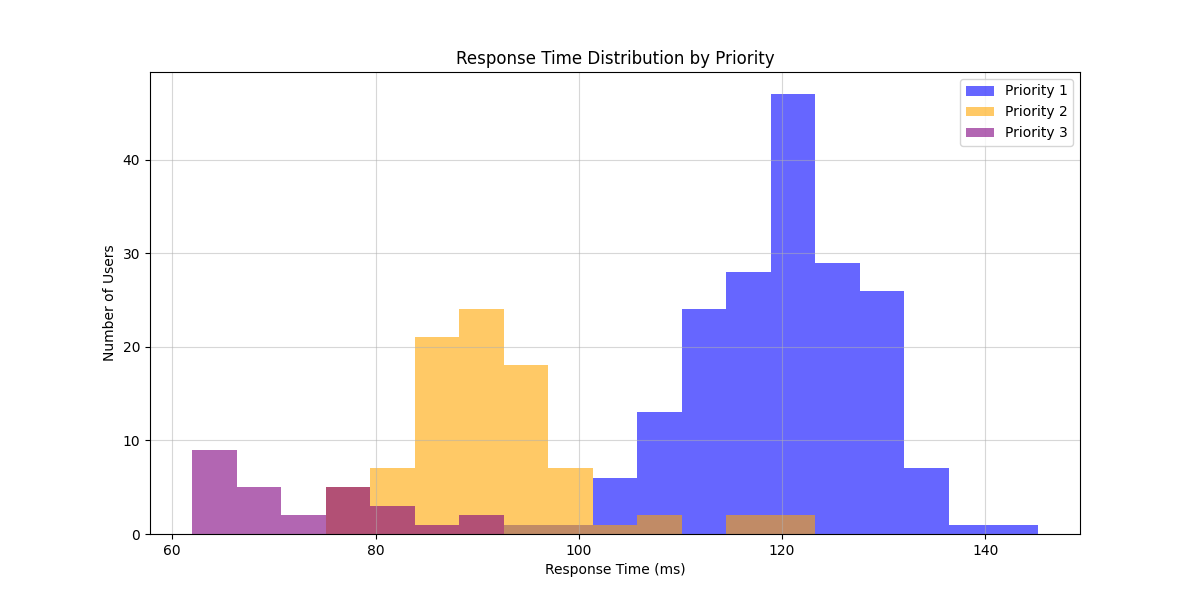 Response Time Distribution by Priority
Priority 1
Priority 2
Priority 3
40
30
20
10
0
60 80 100 120 140
Number of Users
Response Time (ms)